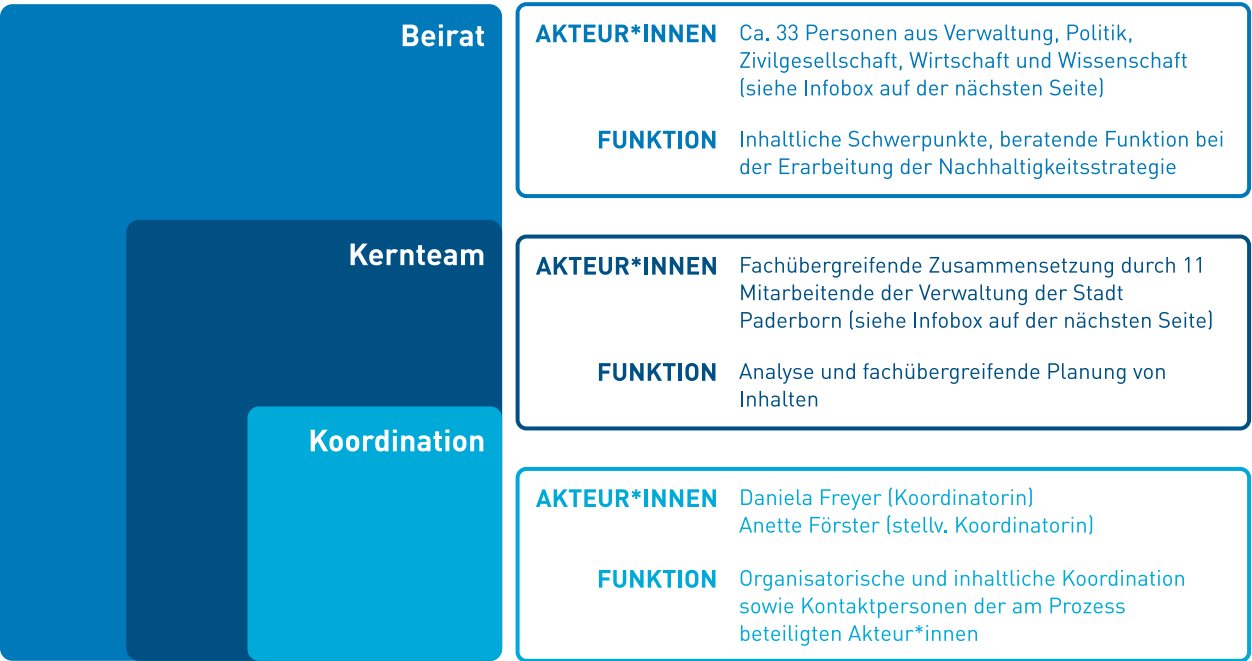 Beirat
AKTEUR*INNEN Ca. 33 Personen aus Verwaltung, Politik,
Zivilgesellschaft, Wirtschaft und Wissenschaft
(siehe Infobox auf der nächsten Seite)
FUNKTION Inhaltliche Schwerpunkte, beratende Funktion bei
der Erarbeitung der Nachhaltigkeitsstrategie
Kernteam
AKTEUR*INNEN Fachübergreifende Zusammensetzung durch 11
Mitarbeitende der Verwaltung der Stadt
Paderborn (siehe Infobox auf der nächsten Seite)
FUNKTION Analyse und fachübergreifende Planung von
Inhalten
Koordination
AKTEUR*INNEN Daniela Freyer (Koordinatorin)
Anette Förster (stellv. Koordinatorin)
FUNKTION Organisatorische und inhaltliche Koordination
sowie Kontaktpersonen der am Prozess
beteiligten Akteur*innen